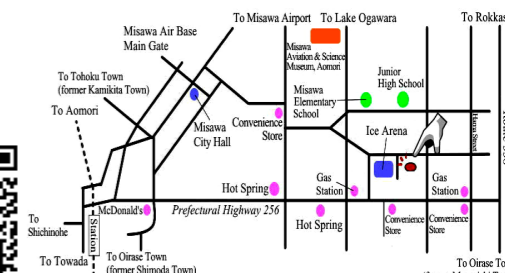 To Misawa Airport
To Lake Ogawara
To Rokkas
Misawa Air Base
Main Gate
Misawa
Aviation & Science
Museum, Aomori
To Tohoku Town
(former Kamikita Town)
Junior
High School
Misawa
Elementary
School
To Aomori
Misawa
City Hall
Convenience
Store
Ice Arena
Hot Spring
Gas
Station
Gas
Station
McDonald's
Prefectural Highway 256
To
Shichinohe
Station
Hot Spring
Convenience
Store
Convenience
Store
To Towada
To Oirase Town
(former Shimoda Town)
To Oirase To